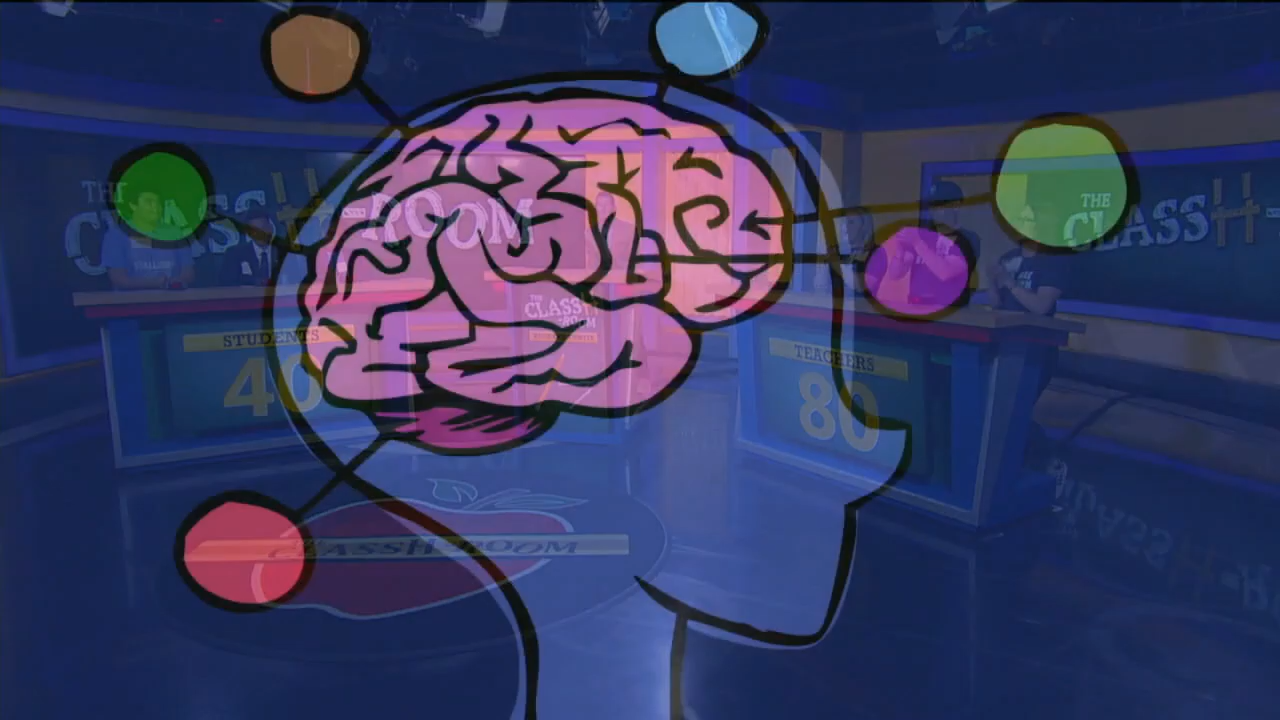 THE
CLASSH
-ROOM
THE
CLASSH-
THE
CLASSH
-ROOM
STUDENTS
40
TEACHERS
80
CLASSH-ROOM